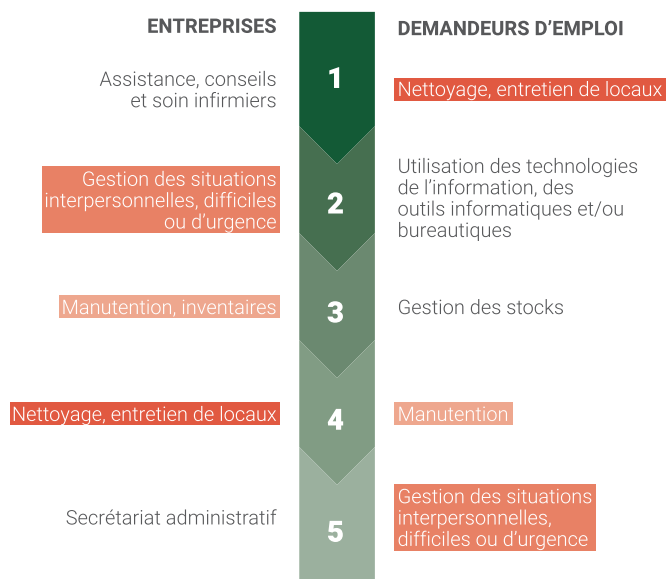 ENTREPRISES
DEMANDEURS D'EMPLOI
1
Assistance, conseils
et soin infirmiers
Nettoyage, entretien de locaux
2
Gestion des situations
interpersonnelles, difficiles
ou d'urgence
Utilisation des technologies
de l'information, des
outils informatiques et/ou
bureautiques
3
Manutention, inventaires
Gestion des stocks
4
Nettoyage, entretien de locaux
Manutention
5
Secrétariat administratif
Gestion des situations
interpersonnelles,
difficiles ou d'urgence